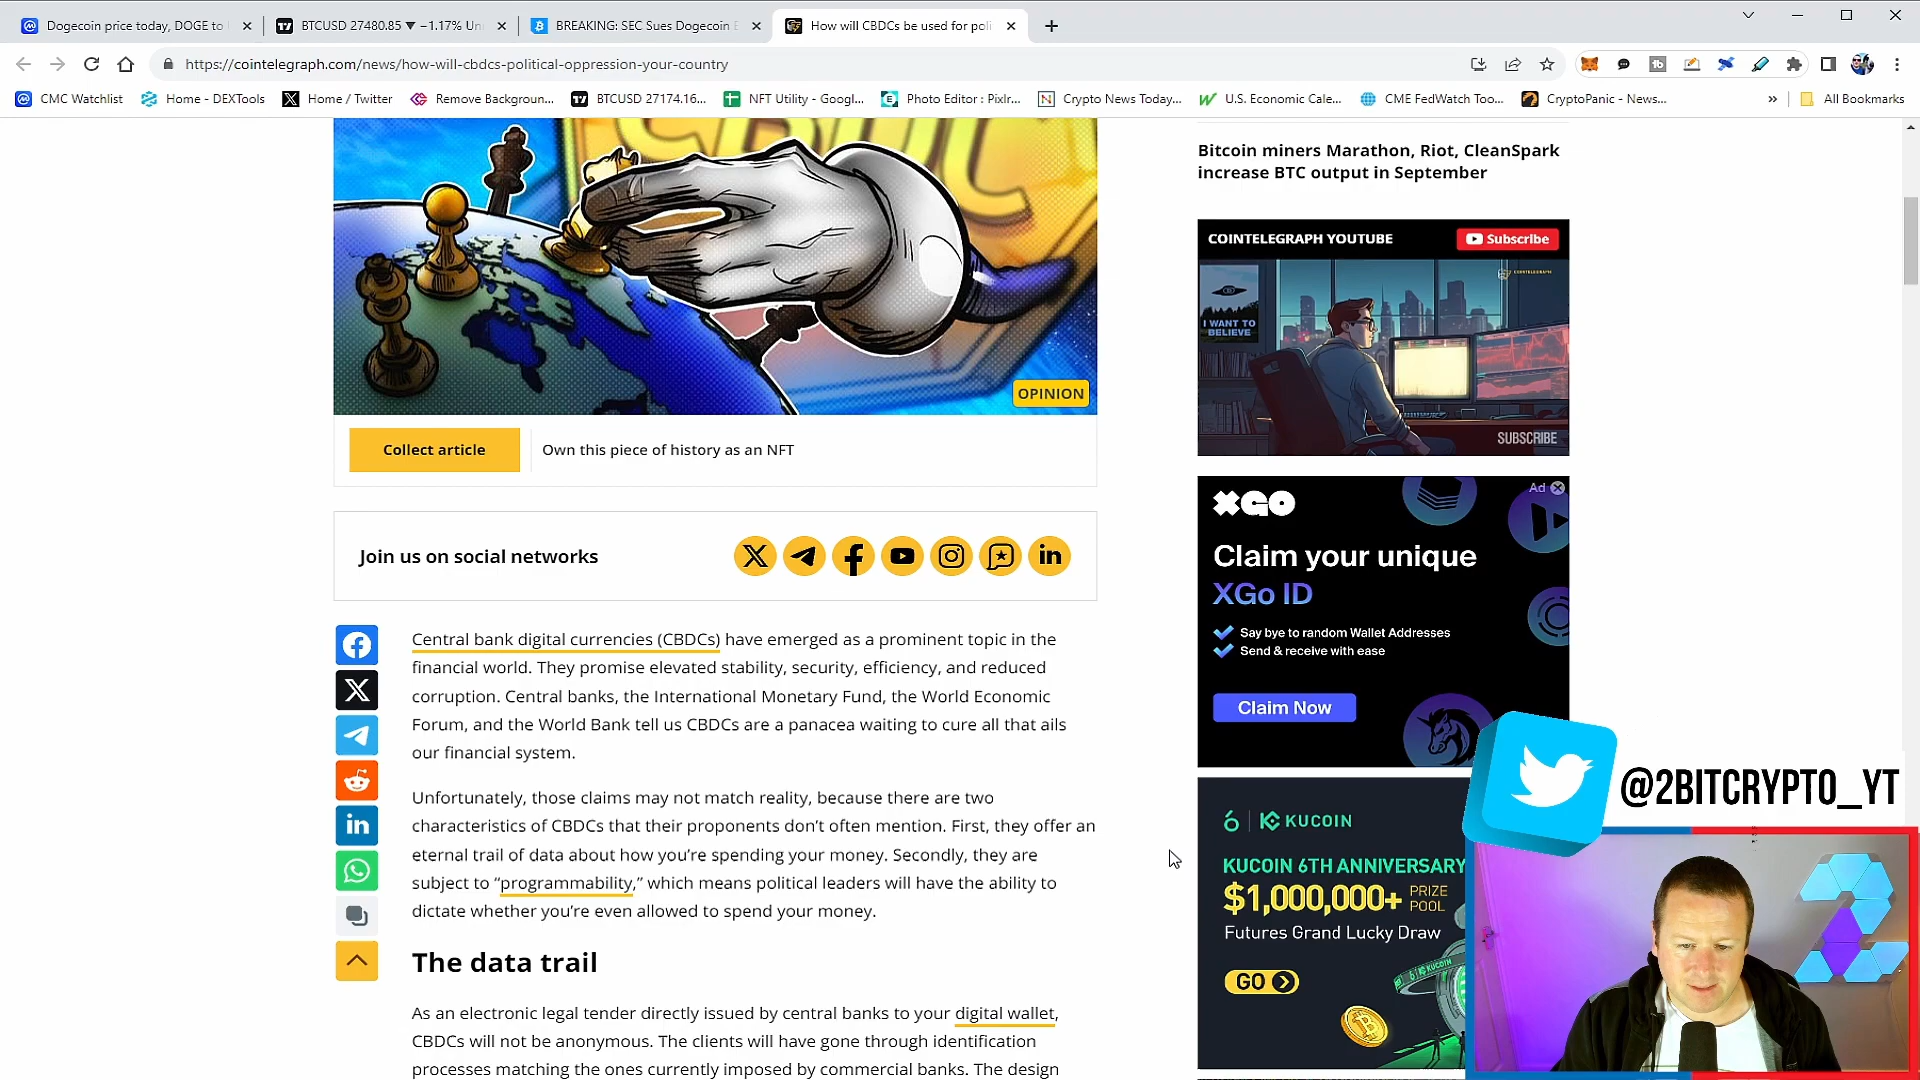 Dogecoin price today, DOGE to
BTCUSD 27480.85 ▼ −1.17% Un
BREAKING: SEC Sues Dogecoin E
How will CBDCs be used for poli
https://cointelegraph.com/news/how-will-cbdcs-political-oppression-your-country
CMC Watchlist
Home - DEXTools
Home / Twitter
Remove Backgroun...
BTCUSD 27174.16...
NFT Utility - Googl...
Photo Editor : Pixlr...
Crypto News Today...
U.S. Economic Cale...
CME FedWatch Too...
CryptoPanic - News...
»
All Bookmarks
CBDC
OPINION
Collect article
Own this piece of history as an NFT
Join us on social networks
Central bank digital currencies (CBDCs) have emerged as a prominent topic in the
financial world. They promise elevated stability, security, efficiency, and reduced
corruption. Central banks, the International Monetary Fund, the World Economic
Forum, and the World Bank tell us CBDCs are a panacea waiting to cure all that ails
our financial system.
Unfortunately, those claims may not match reality, because there are two
characteristics of CBDCs that their proponents don’t often mention. First, they offer an
eternal trail of data about how you’re spending your money. Secondly, they are
subject to “programmability,” which means political leaders will have the ability to
dictate whether you’re even allowed to spend your money.
The data trail
As an electronic legal tender directly issued by central banks to your digital wallet,
CBDCs will not be anonymous. The clients will have gone through identification
processes matching the ones currently imposed by commercial banks. The design
Bitcoin miners Marathon, Riot, CleanSpark
increase BTC output in September
COINTELEGRAPH YOUTUBE
Subscribe
COINTELEGRAPH
I WANT TO
BELIEVE
SUBSCRIBE
Ad
XGO
Claim your unique
XGo ID
Say bye to random Wallet Addresses
Send & receive with ease
Claim Now
KUCOIN
KUCOIN 6TH ANNIVERSARY
$1,000,000+ PRIZE
POOL
Futures Grand Lucky Draw
GO
@2BITCRYPTO_YT